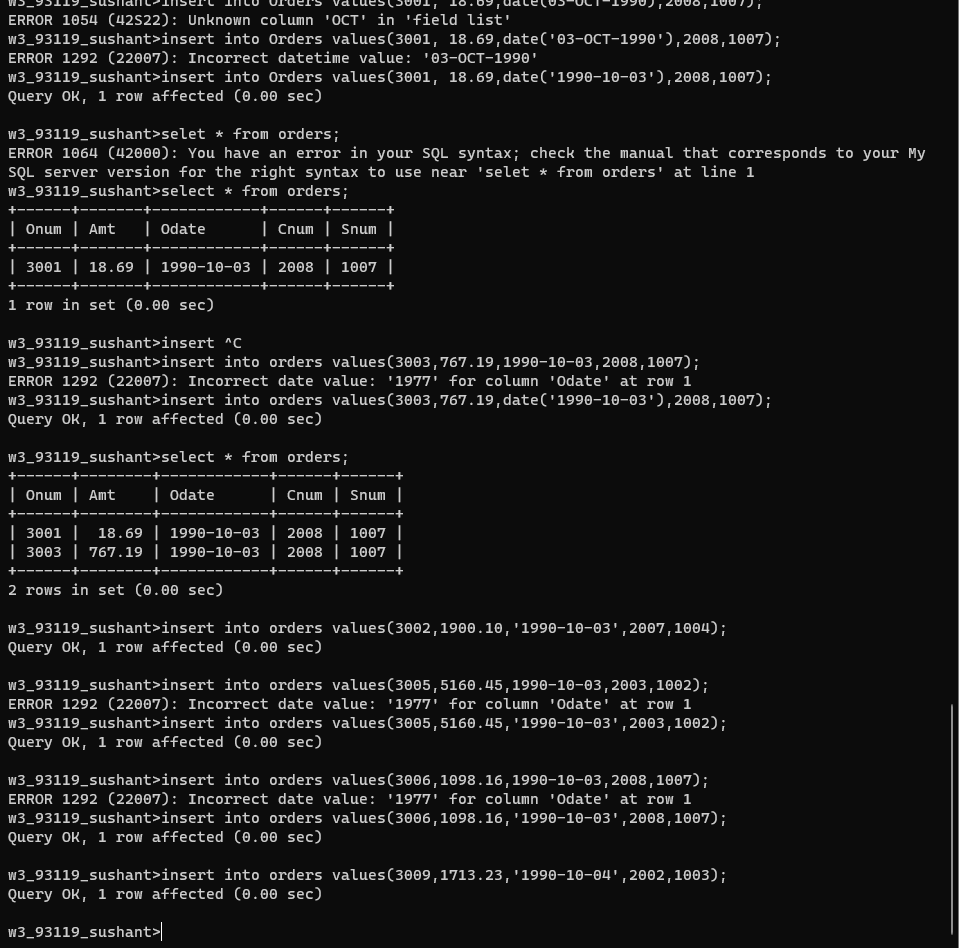 insert into Orders values(3001, 18.69,date(03-OCT-1990),2008,1007);
ERROR 1054 (42S22): Unknown column 'OCT' in 'field list'
w3_93119_sushant>insert into Orders values(3001, 18.69,date('03-OCT-1990'),2008,1007);
ERROR 1292 (22007): Incorrect datetime value: '03-OCT-1990'
w3_93119_sushant>insert into Orders values(3001, 18.69,date('1990-10-03'),2008,1007);
Query OK, 1 row affected (0.00 sec)

w3_93119_sushant>selet * from orders;
ERROR 1064 (42000): You have an error in your SQL syntax; check the manual that corresponds to your My
SQL server version for the right syntax to use near 'selet * from orders' at line 1
w3_93119_sushant>select * from orders;
+------+-------+------------+------+------+
| Onum | Amt   | Odate      | Cnum | Snum |
+------+-------+------------+------+------+
| 3001 | 18.69 | 1990-10-03 | 2008 | 1007 |
+------+-------+------------+------+------+
1 row in set (0.00 sec)

w3_93119_sushant>insert ^C
w3_93119_sushant>insert into orders values(3003,767.19,1990-10-03,2008,1007);
ERROR 1292 (22007): Incorrect date value: '1977' for column 'Odate' at row 1
w3_93119_sushant>insert into orders values(3003,767.19,date('1990-10-03'),2008,1007);
Query OK, 1 row affected (0.00 sec)

w3_93119_sushant>select * from orders;
+------+--------+------------+------+------+
| Onum | Amt    | Odate      | Cnum | Snum |
+------+--------+------------+------+------+
| 3001 |  18.69 | 1990-10-03 | 2008 | 1007 |
| 3003 | 767.19 | 1990-10-03 | 2008 | 1007 |
+------+--------+------------+------+------+
2 rows in set (0.00 sec)

w3_93119_sushant>insert into orders values(3002,1900.10,'1990-10-03',2007,1004);
Query OK, 1 row affected (0.00 sec)

w3_93119_sushant>insert into orders values(3005,5160.45,1990-10-03,2003,1002);
ERROR 1292 (22007): Incorrect date value: '1977' for column 'Odate' at row 1
w3_93119_sushant>insert into orders values(3005,5160.45,'1990-10-03',2003,1002);
Query OK, 1 row affected (0.00 sec)

w3_93119_sushant>insert into orders values(3006,1098.16,1990-10-03,2008,1007);
ERROR 1292 (22007): Incorrect date value: '1977' for column 'Odate' at row 1
w3_93119_sushant>insert into orders values(3006,1098.16,'1990-10-03',2008,1007);
Query OK, 1 row affected (0.00 sec)

w3_93119_sushant>insert into orders values(3009,1713.23,'1990-10-04',2002,1003);
Query OK, 1 row affected (0.00 sec)

w3_93119_sushant>